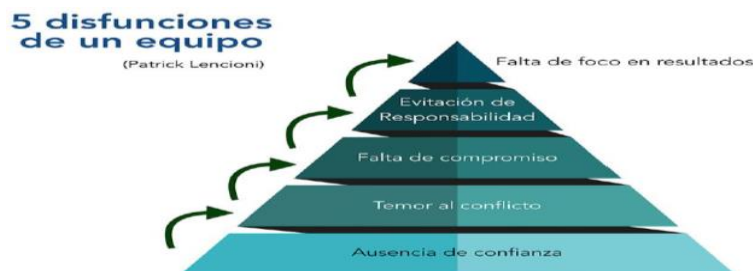 5 disfunciones
de un equipo
(Patrick Lencioni)
Falta de foco en resultados
Evitación de
Responsabilidad
Falta de compromiso
Temor al conflicto
Ausencia de confianza